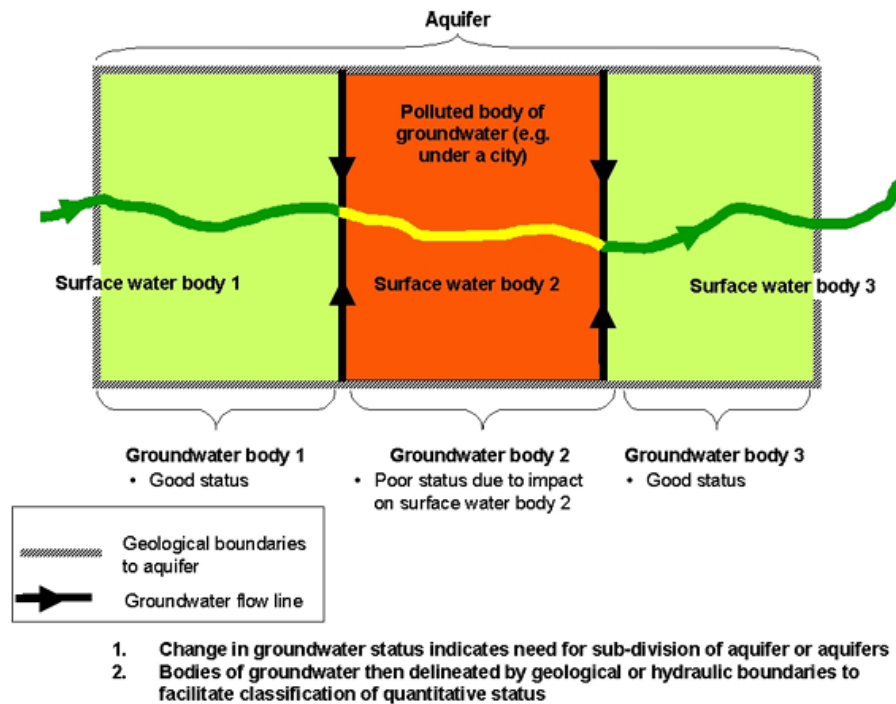 Aquifer
Polluted body of
groundwater (e.g.
under a city)
Surface water body 1
Surface water body 2
Surface water body 3
Groundwater body 1
• Good status
Groundwater body 2
• Poor status due to impact
on surface water body 2
Groundwater body 3
• Good status
Geological boundaries
to aquifer
Groundwater flow line
1. Change in groundwater status indicates need for sub-division of aquifer or aquifers
2. Bodies of groundwater then delineated by geological or hydraulic boundaries to
facilitate classification of quantitative status